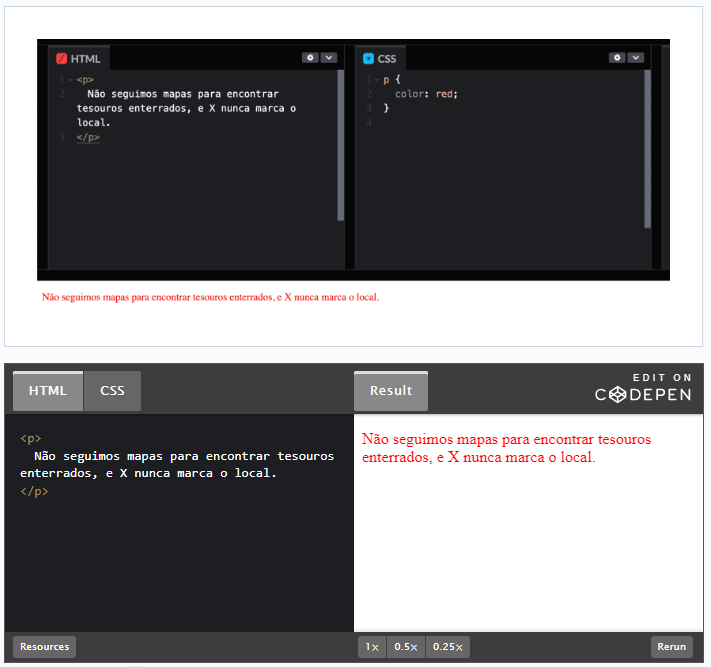 HTML
CSS
1 <p>
2 Não seguimos mapas para encontrar
tesouros enterrados, e X nunca marca o
local.
3 </p>
1 p {
2 color: red;
3 }
4
Não seguimos mapas para encontrar tesouros enterrados, e X nunca marca o local.
HTML
CSS
Result
EDIT ON
CODEPEN
<p>
Não seguimos mapas para encontrar tesouros
enterrados, e X nunca marca o local.
</p>
Não seguimos mapas para encontrar tesouros
enterrados, e X nunca marca o local.
Resources
1x
0.5x
0.25x
Rerun